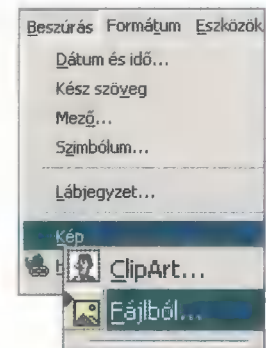 Beszúrás Formátum Eszközök
Dátum és idő...
Kész szöveg
Mező...
Szimbólum...
Lábjegyzet...
Kép
ClipArt...
Fájlból...